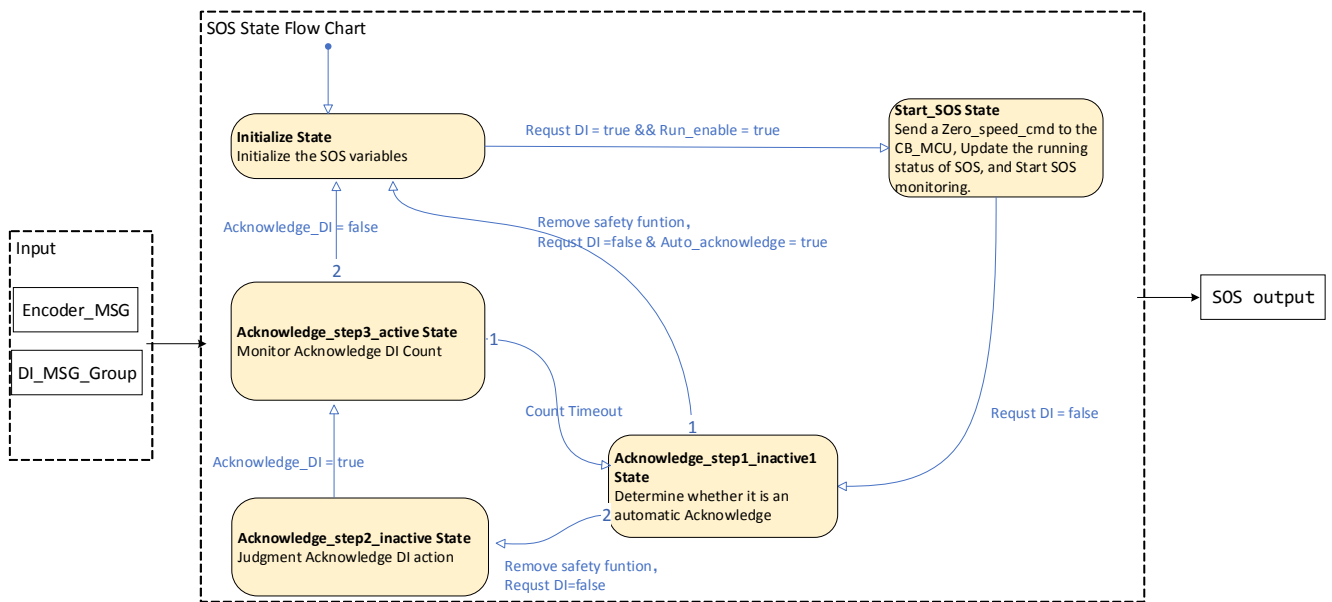 SOS State Flow Chart
Initialize State
Initialize the SOS variables
Requst DI = true && Run_enable = true
Start_SOS State
Send a Zero_speed_cmd to the
CB_MCU, Update the running
status of SOS, and Start SOS
monitoring.
Acknowledge_DI = false
Remove safety funtion，
Requst DI =false & Auto_acknowledge = true
Input
Encoder_MSG
DI_MSG_Group
2
Acknowledge_step3_active State
Monitor Acknowledge DI Count
1
SOS output
Count Timeout
Requst DI = false
1
Acknowledge_DI = true
Acknowledge_step1_inactive1
State
Determine whether it is an
automatic Acknowledge
2
Acknowledge_step2_inactive State
Judgment Acknowledge DI action
Remove safety funtion，
Requst DI=false